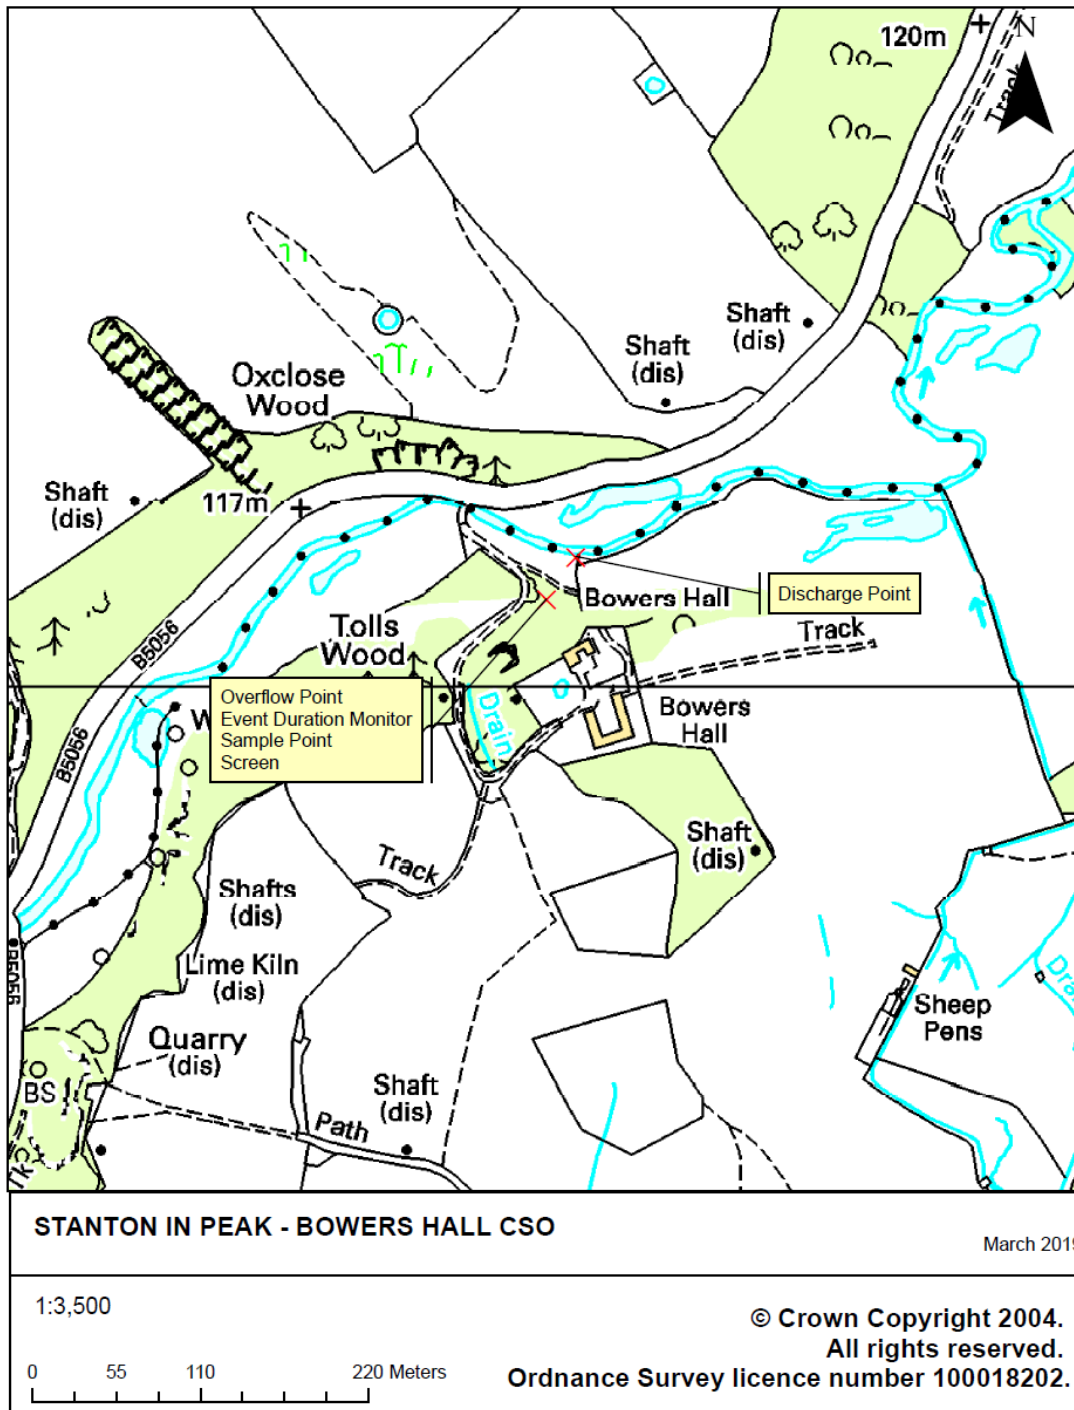 120m
N
Track
Shaft
(dis)
Shaft
(dis)
Oxclose
Wood
Shaft
(dis)
117m
B5056
Bowers Hall
Discharge Point
Tolls
Wood
Track
Overflow Point
Event Duration Monitor
Sample Point
Screen
W
Drain
Bowers
Hall
B5056
Shaft
(dis)
Track
Shafts
(dis)
B5056
Lime Kiln
(dis)
Sheep
Pens
Quarry
(dis)
BS
Shaft
(dis)
Path
Tk
STANTON IN PEAK - BOWERS HALL CSO
1:3,500
0 55 110 220 Meters
© Crown Copyright 2004.
All rights reserved.
Ordnance Survey licence number 100018202.